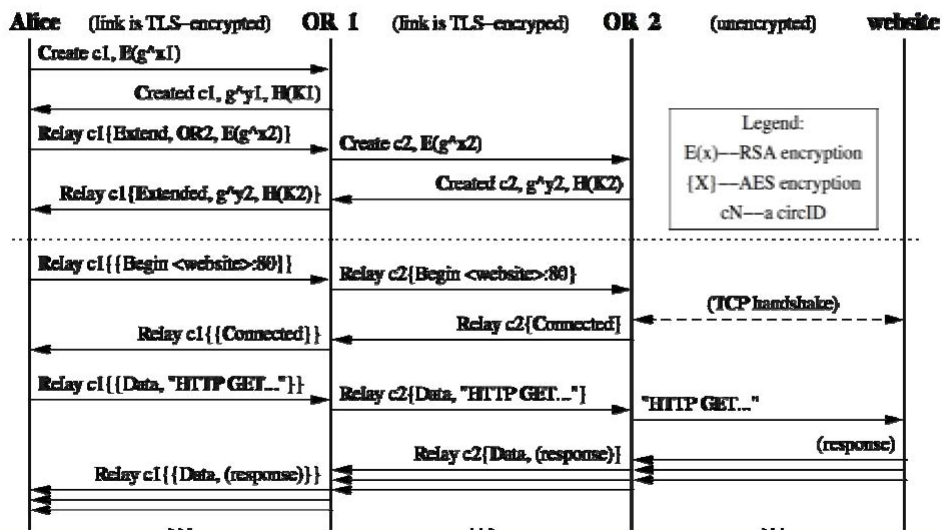 Alice (link is TLS-encrypted) OR 1 (link is TLS-encryped) OR 2 (unencrypted) website
Create c1, E(g^x1)
Created c1, g^y1, H(K1)
Relay c1{Extend, OR2, E(g^x2)}
Create c2, E(g^x2)
Created c2, g^y2, H(K2)
Relay c1{Extended, g^y2, H(K2)}
Legend:
E(x)—RSA encryption
{X}—AES encryption
cN—a circID
Relay c1{{Begin <website>:80}}
Relay c2{Begin <website>:80}
(TCP handshake)
Relay c2{Connected}
Relay c1{{Connected}}
Relay c1{{Data, "HTTP GET..."}}
Relay c2{Data, "HTTP GET..."}
"HTTP GET..."
(response)
Relay c2{Data, (response)}
Relay c1{{Data, (response)}}